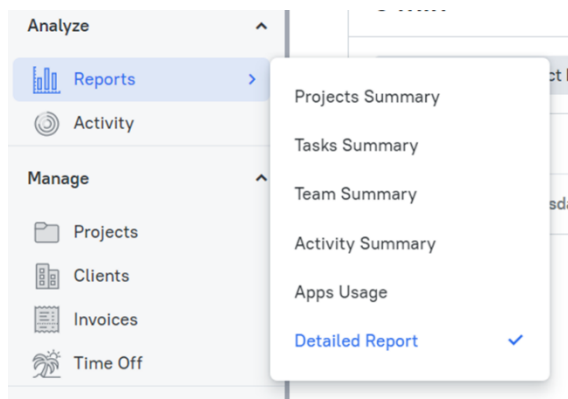 Analyze
Reports
Activity
Manage
Projects
Clients
Invoices
Time Off
Projects Summary
Tasks Summary
Team Summary
Activity Summary
Apps Usage
Detailed Report